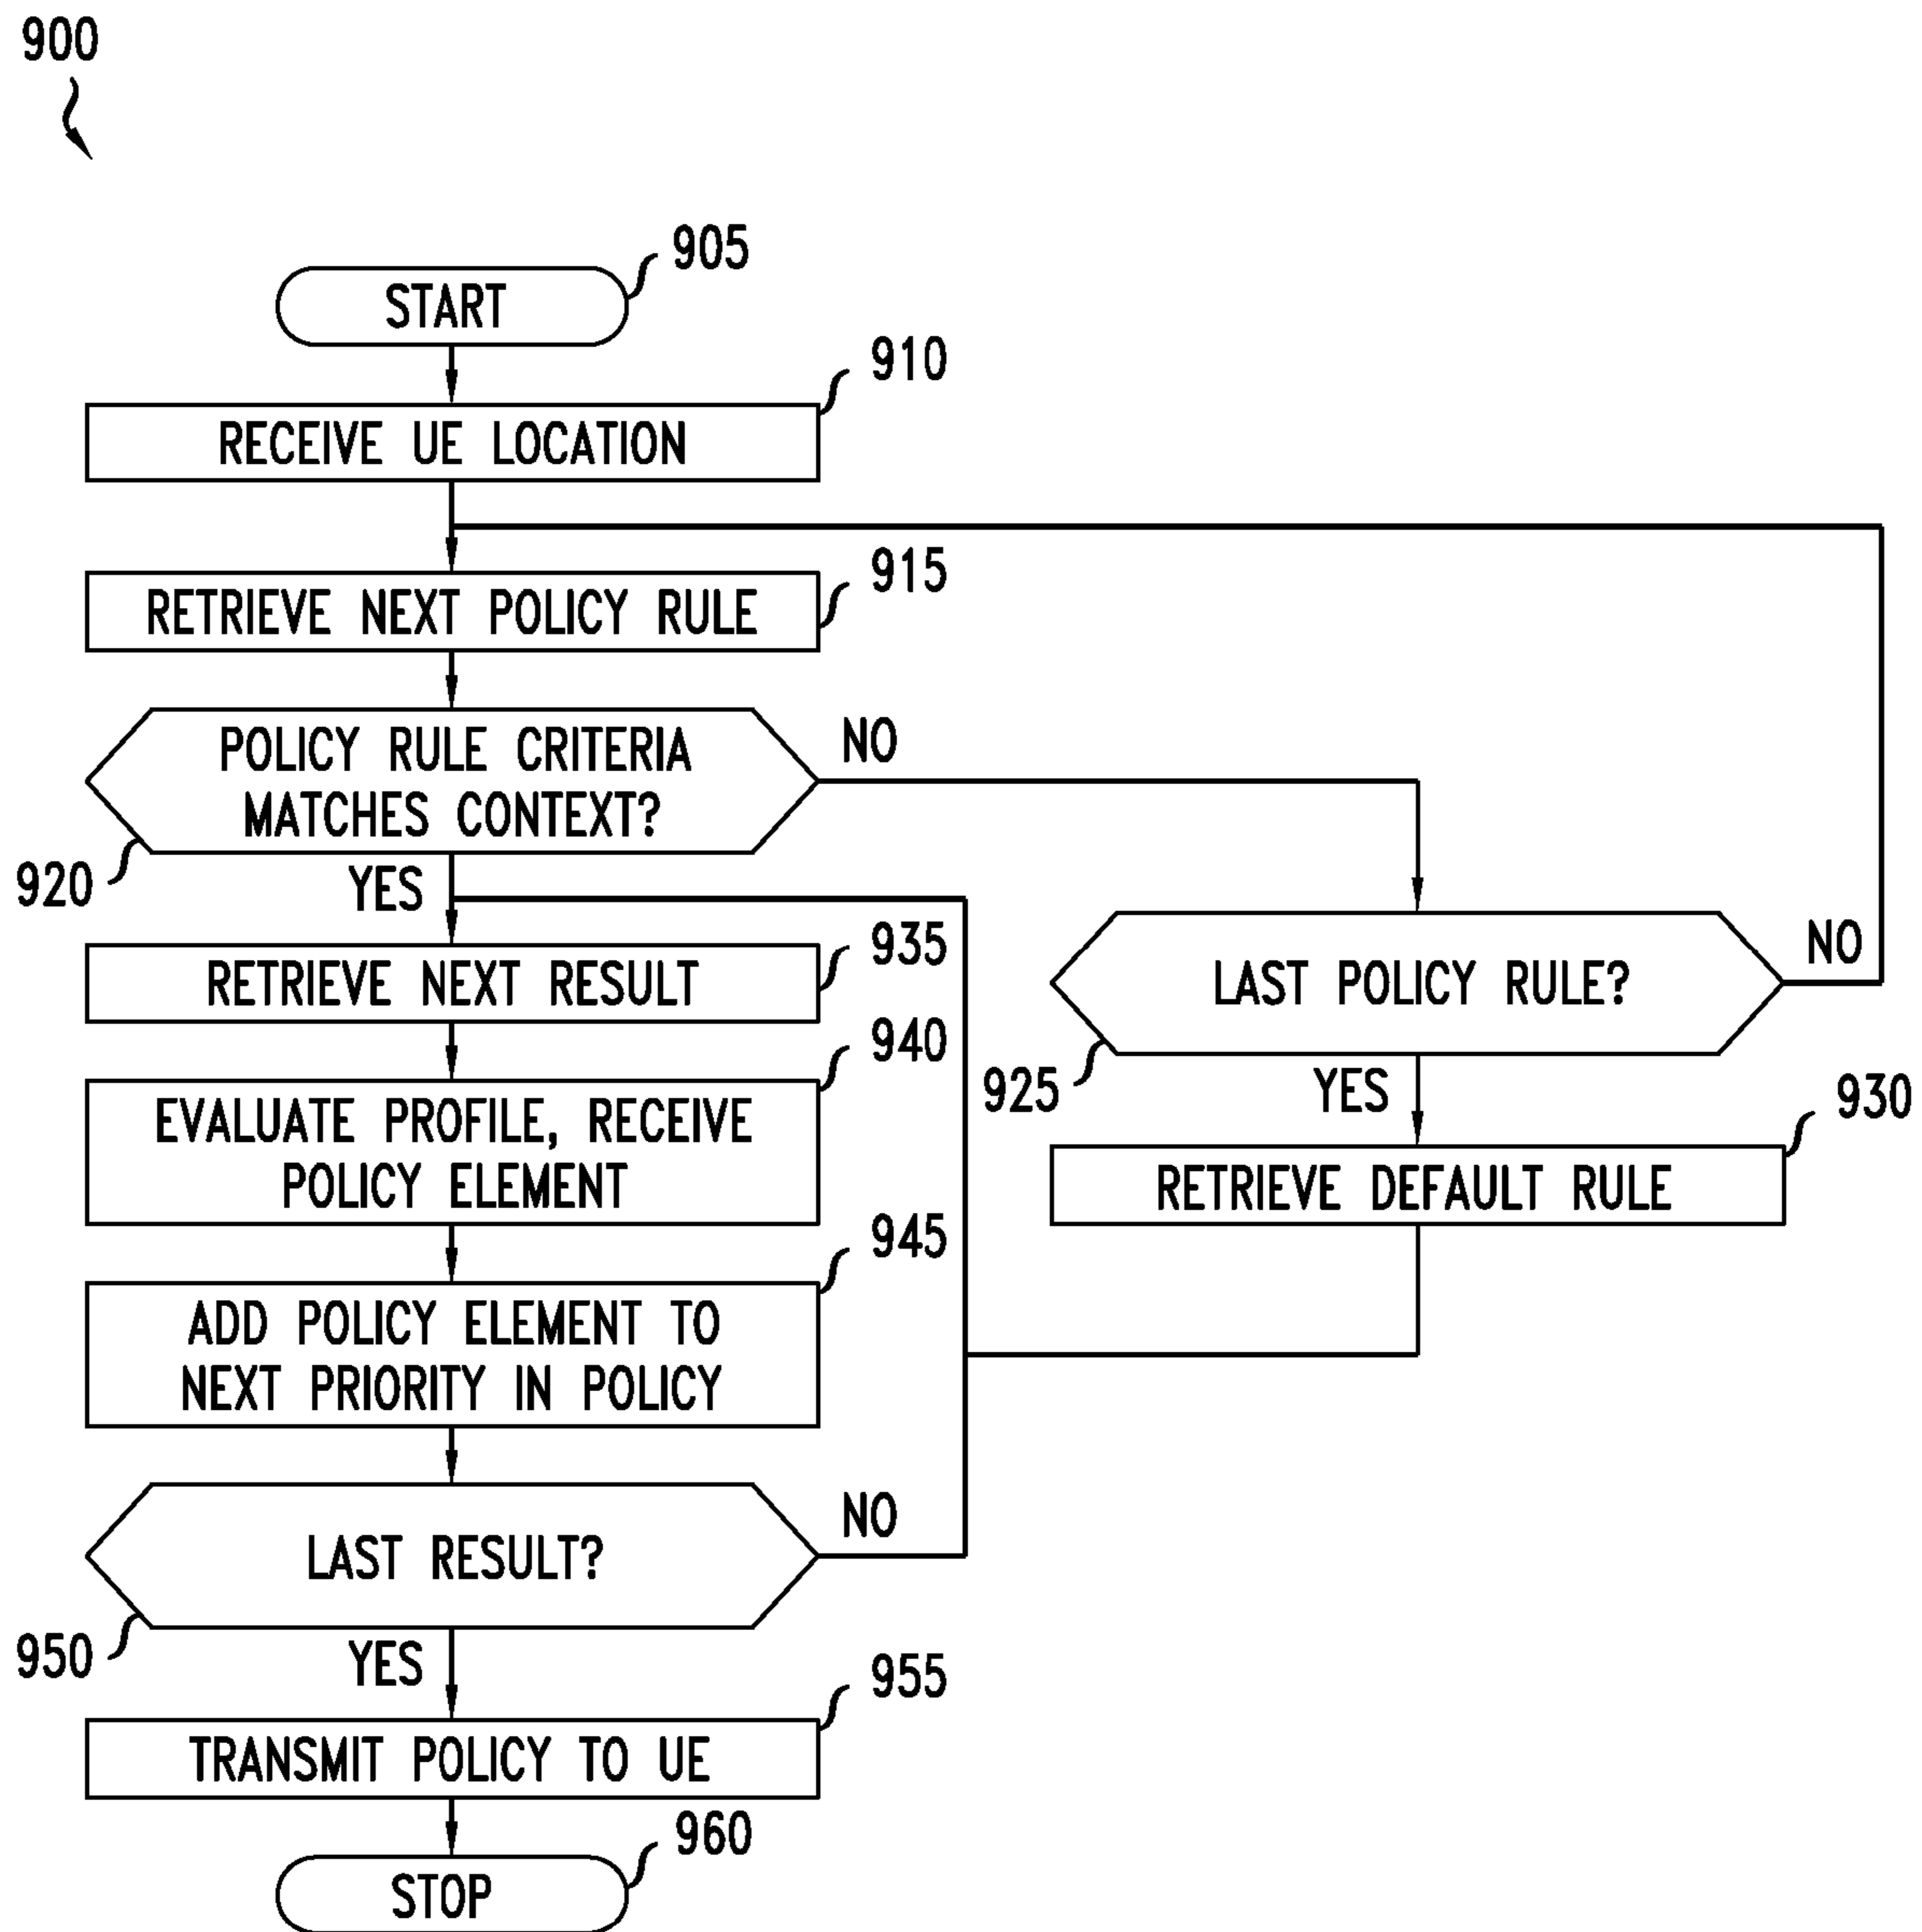 900
905
START
910
RECEIVE UE LOCATION
915
RETRIEVE NEXT POLICY RULE
POLICY RULE CRITERIA
MATCHES CONTEXT?
NO
920
YES
935
RETRIEVE NEXT RESULT
LAST POLICY RULE?
NO
925
YES
930
RETRIEVE DEFAULT RULE
940
EVALUATE PROFILE, RECEIVE
POLICY ELEMENT
945
ADD POLICY ELEMENT TO
NEXT PRIORITY IN POLICY
LAST RESULT?
NO
950
YES
955
TRANSMIT POLICY TO UE
960
STOP